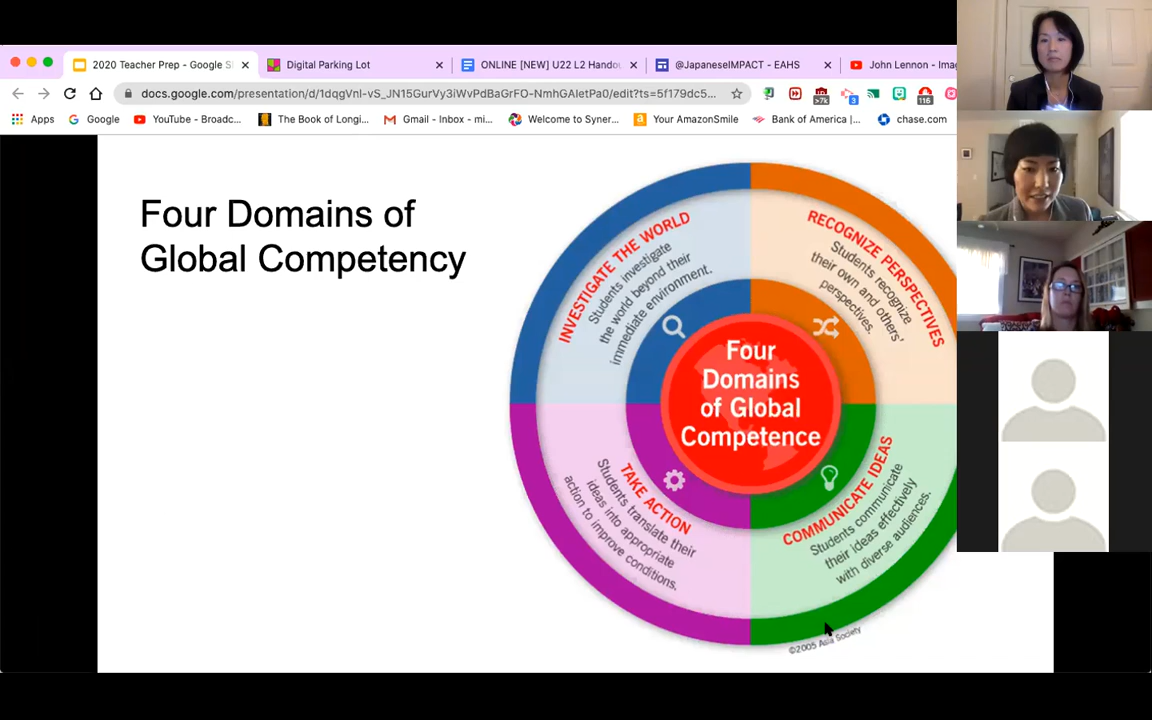 2020 Teacher Prep - Google S
Digital Parking Lot
ONLINE [NEW] U22 L2 Handou
@JapaneseIMPACT - EAHS
John Lennon - Imag
docs.google.com/presentation/d/1dqgVnl-vS_JN15GurVy3iWvPdBaGrFO-NmhGAletPa0/edit?ts=5f179dc5...
>7k
3
116
Apps
Google
YouTube - Broadc...
The Book of Longi...
Gmail - Inbox - mi...
Welcome to Syner...
Your AmazonSmile
Bank of America |...
chase.com
Four Domains of
Global Competency
INVESTIGATE THE WORLD
Students investigate
the world beyond their
immediate environment.
RECOGNIZE PERSPECTIVES
Students recognize
their own and others'
perspectives.
Four
Domains
of Global
Competence
TAKE ACTION
Students translate their
ideas into appropriate
action to improve conditions.
COMMUNICATE IDEAS
Students communicate
their ideas effectively
with diverse audiences.
©2005 Asia Society